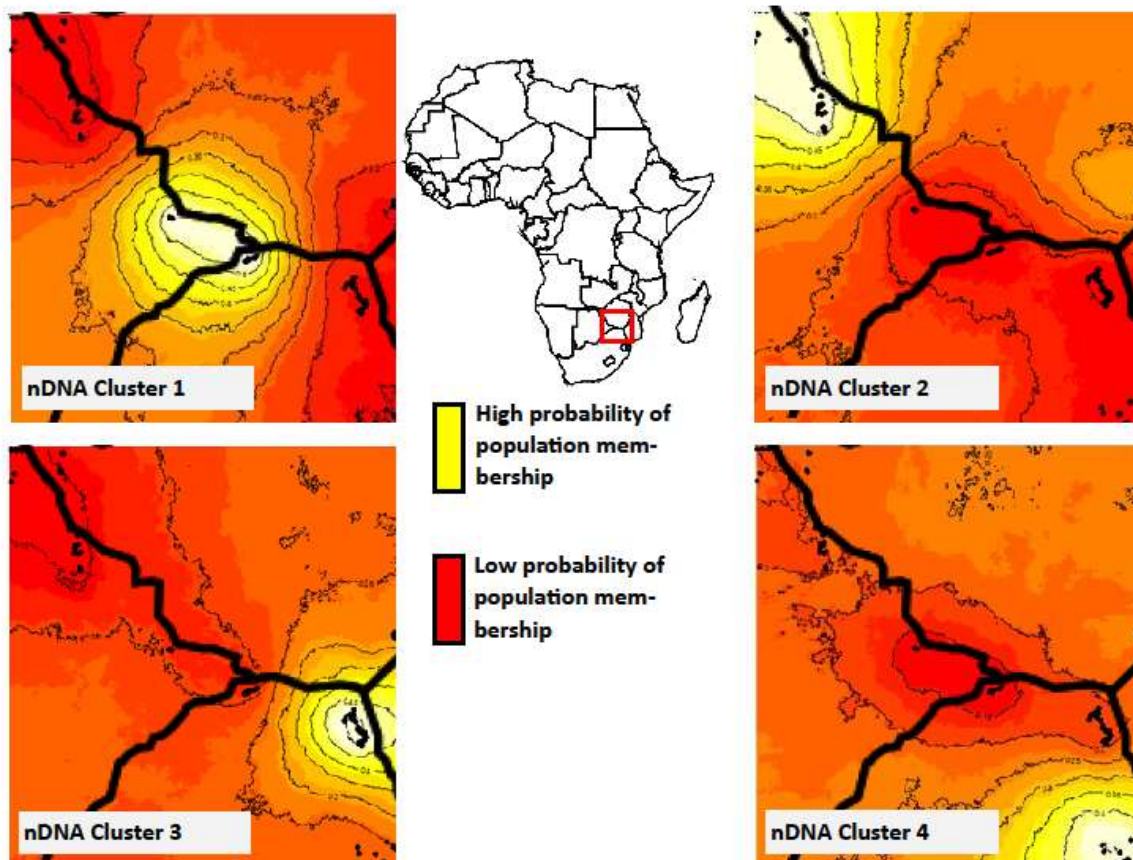 nDNA Cluster 1
nDNA Cluster 2
High probability of
population mem-
bership
Low probability of
population mem-
bership
nDNA Cluster 3
nDNA Cluster 4